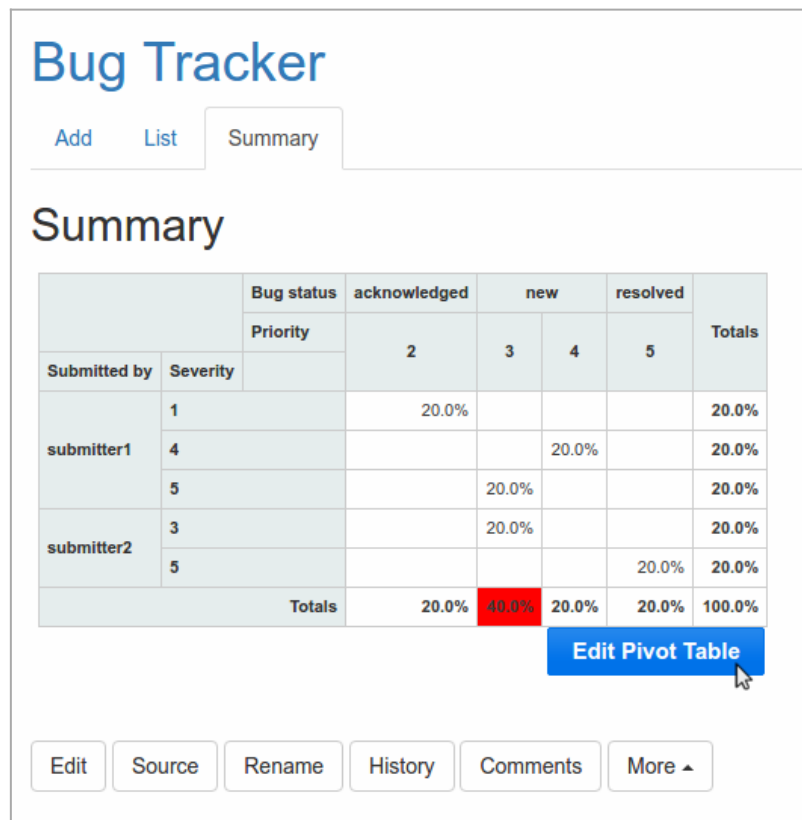 Bug Tracker
Add List Summary
Summary
Bug status acknowledged new resolved Totals
Priority 2 3 4 5
Submitted by Severity
submitter1 1 20.0% 20.0%
4 20.0% 20.0%
5 20.0% 20.0%
submitter2 3 20.0% 20.0%
5 20.0% 20.0%
Totals 20.0% 40.0% 20.0% 20.0% 100.0%
Edit Pivot Table
Edit Source Rename History Comments More